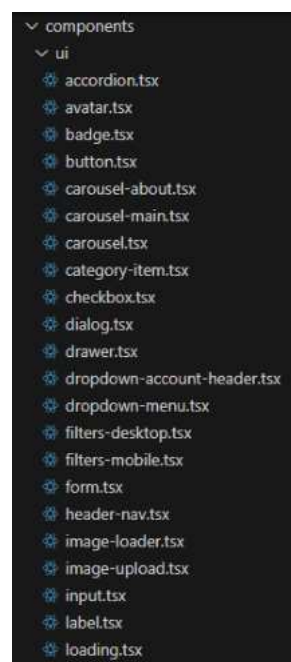 components
ui
accordion.tsx
avatar.tsx
badge.tsx
button.tsx
carousel-about.tsx
carousel-main.tsx
carousel.tsx
category-item.tsx
checkbox.tsx
dialog.tsx
drawer.tsx
dropdown-account-header.tsx
dropdown-menu.tsx
filters-desktop.tsx
filters-mobile.tsx
form.tsx
header-nav.tsx
image-loader.tsx
image-upload.tsx
input.tsx
label.tsx
loading.tsx